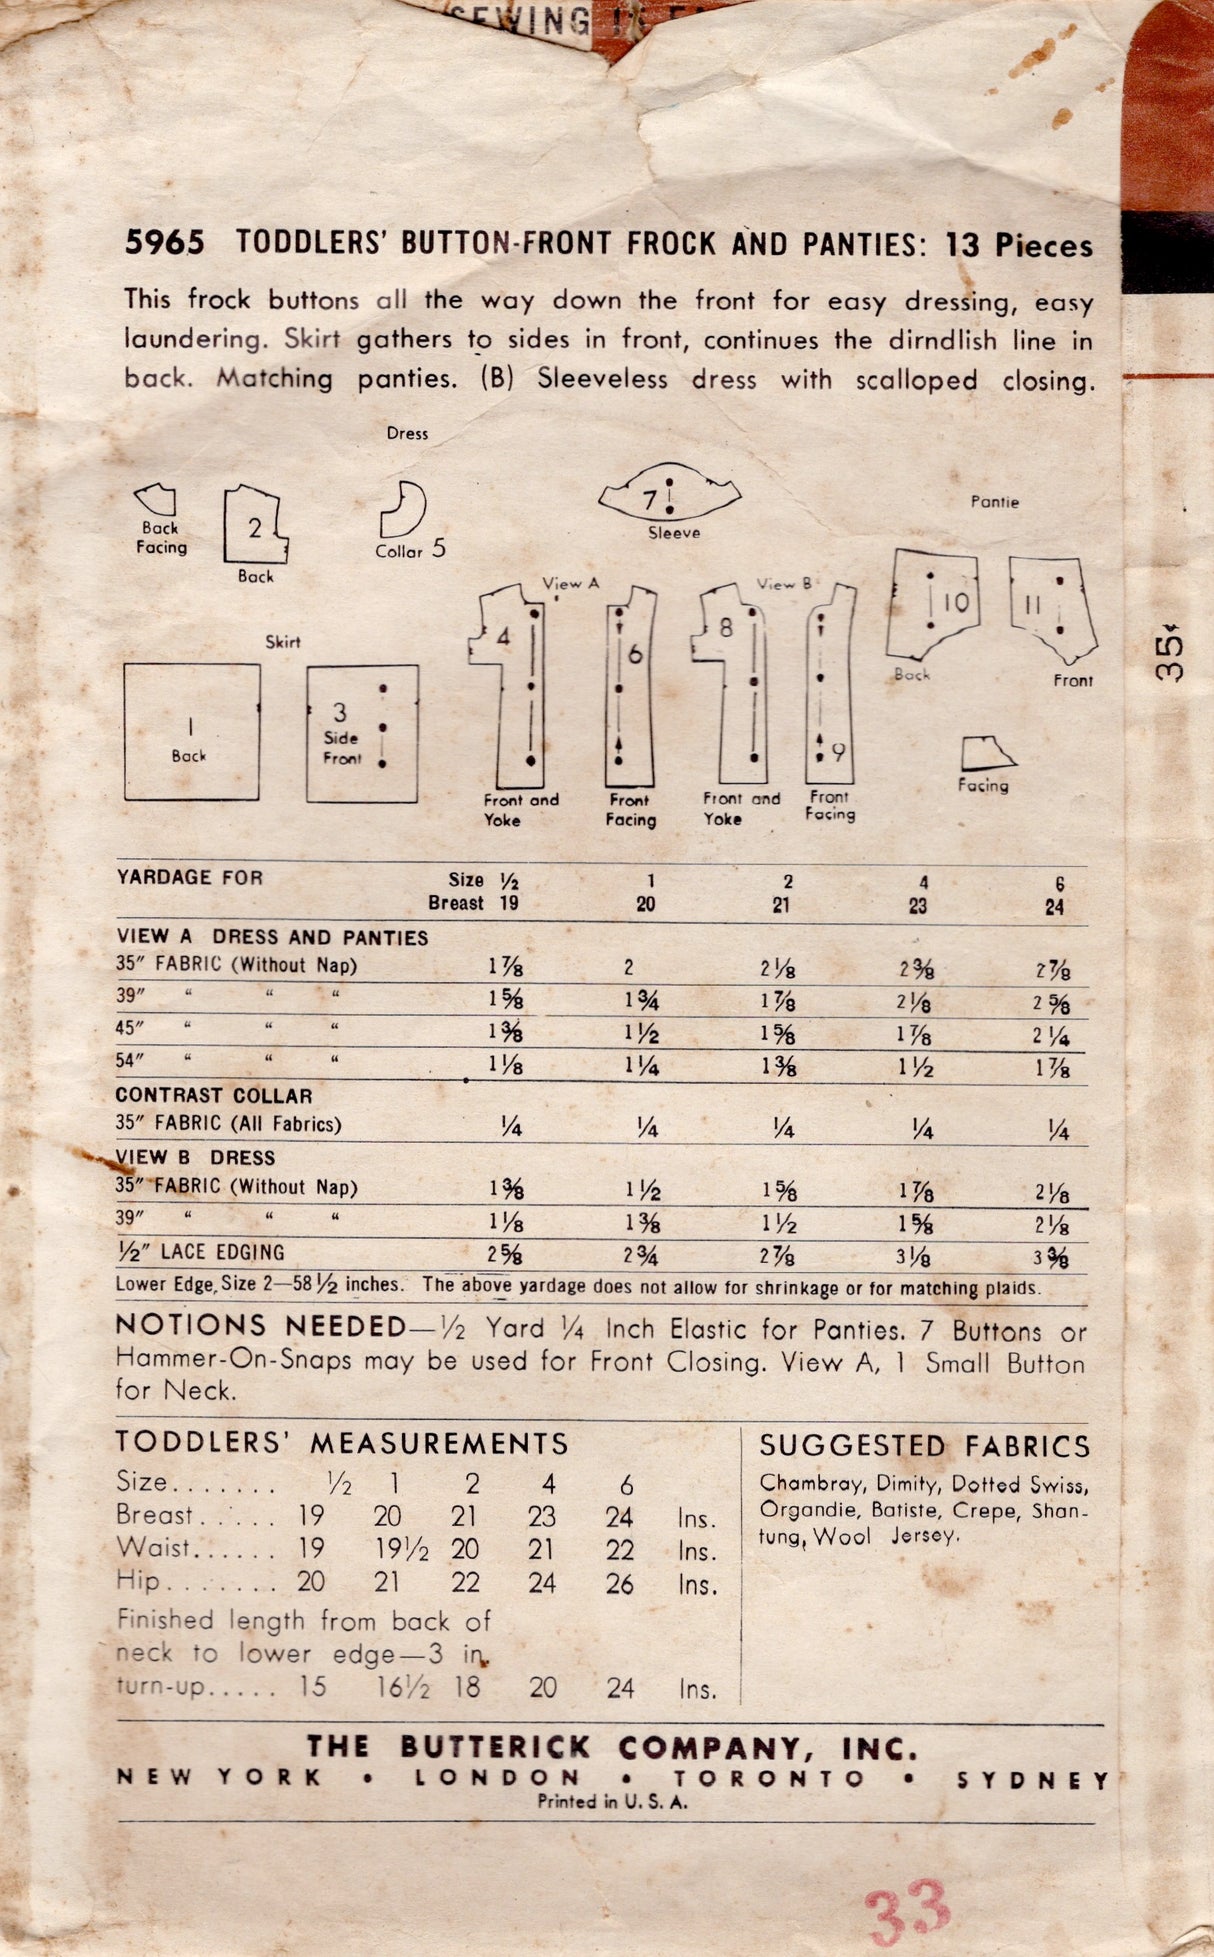 SEWING
5965 TODDLERS' BUTTON-FRONT FROCK AND PANTIES: 13 Pieces
This frock buttons all the way down the front for easy dressing, easy
laundering. Skirt gathers to sides in front, continues the dirndlish line in
back. Matching panties. (B) Sleeveless dress with scalloped closing.
Dress
Back
Facing
2
Back
Collar 5
7
Sleeve
Pantie
10
Back
11
Front
View A
4
Front and
Yoke
6
Front
Facing
View B
8
Front and
Yoke
9
Front
Facing
Facing
Skirt
1
Back
3
Side
Front
35¢
YARDAGE FOR Size ½ 1 2 4 6
Breast 19 20 21 23 24
VIEW A DRESS AND PANTIES
35" FABRIC (Without Nap) 1⅞ 2 2⅛ 2⅜ 2⅞
39" " " " 1⅝ 1¾ 1⅞ 2⅛ 2⅝
45" " " " 1⅜ 1½ 1⅝ 1⅞ 2¼
54" " " " 1⅛ 1¼ 1⅜ 1½ 1⅞
CONTRAST COLLAR
35" FABRIC (All Fabrics) ¼ ¼ ¼ ¼ ¼
VIEW B DRESS
35" FABRIC (Without Nap) 1⅜ 1½ 1⅝ 1⅞ 2⅛
39" " " " 1⅛ 1⅜ 1½ 1⅝ 2⅛
½" LACE EDGING 2⅝ 2¾ 2⅞ 3⅛ 3⅜
Lower Edge, Size 2—58½ inches. The above yardage does not allow for shrinkage or for matching plaids.
NOTIONS NEEDED—½ Yard ¼ Inch Elastic for Panties. 7 Buttons or
Hammer-On-Snaps may be used for Front Closing. View A, 1 Small Button
for Neck.
TODDLERS' MEASUREMENTS
Size....... ½ 1 2 4 6
Breast...... 19 20 21 23 24 Ins.
Waist...... 19 19½ 20 21 22 Ins.
Hip........ 20 21 22 24 26 Ins.
Finished length from back of
neck to lower edge—3 in.
turn-up..... 15 16½ 18 20 24 Ins.
SUGGESTED FABRICS
Chambray, Dimity, Dotted Swiss,
Organdie, Batiste, Crepe, Shan-
tung, Wool Jersey.
THE BUTTERICK COMPANY, INC.
NEW YORK • LONDON • TORONTO • SYDNEY
Printed in U. S. A.
33